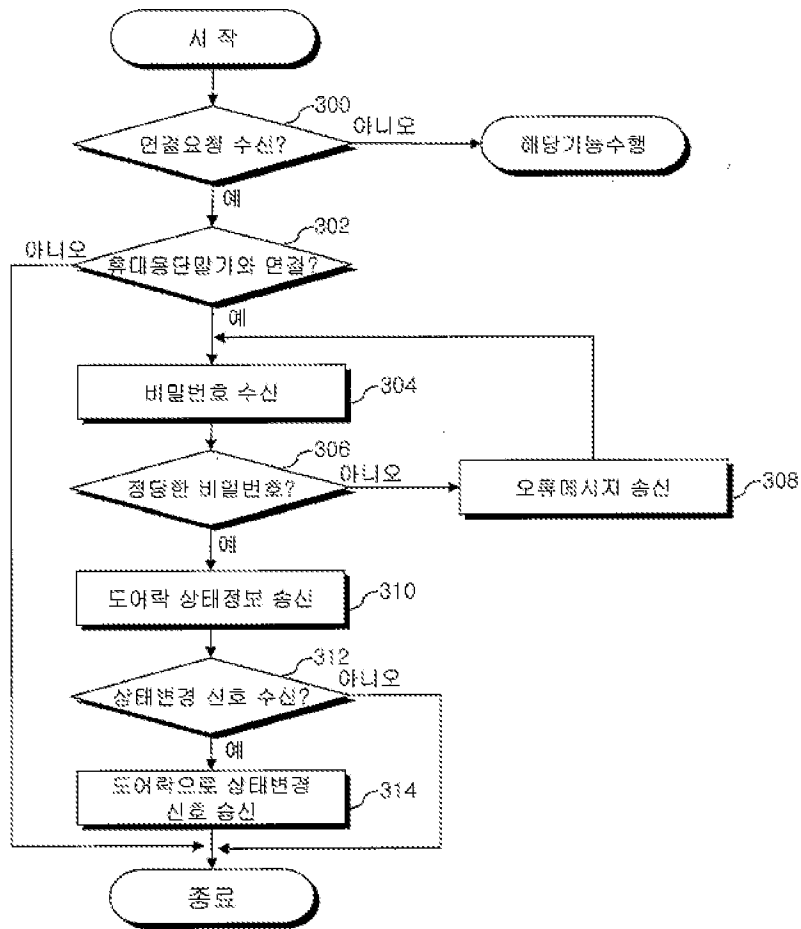 시 작
300
연결요청 수신?
아니오
해당기능수행
예
302
아니오
휴대용단말기와 연결?
예
비밀번호 수신
304
306
정당한 비밀번호?
아니오
오류메시지 송신
308
예
도어락 상태정보 송신
310
312
상태변경 신호 수신?
아니오
예
도어락으로 상태변경
신호 송신
314
종료